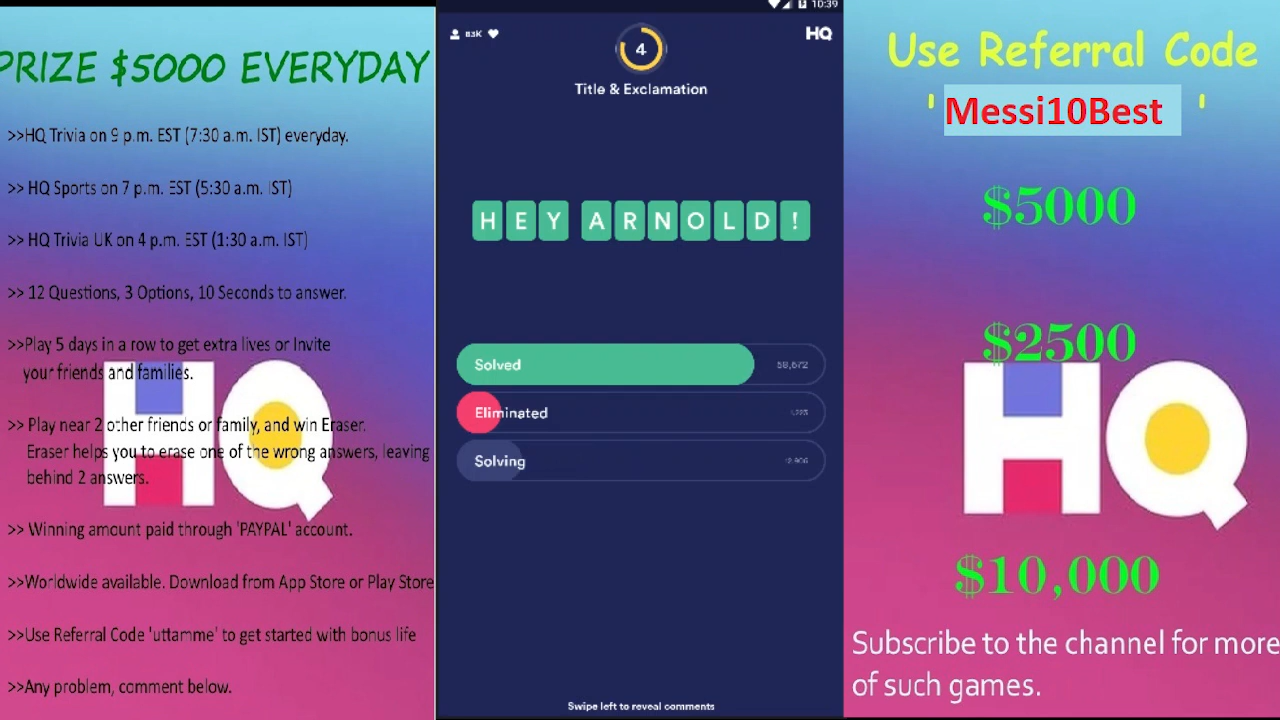 PRIZE $5000 EVERYDAY
>>HQ Trivia on 9 p.m. EST (7:30 a.m. IST) everyday.
>> HQ Sports on 7 p.m. EST (5:30 a.m. IST)
>> HQ Trivia UK on 4 p.m. EST (1:30 a.m. IST)
>> 12 Questions, 3 Options, 10 Seconds to answer.
>>Play 5 days in a row to get extra lives or Invite
your friends and families.
>> Play near 2 other friends or family, and win Eraser.
Eraser helps you to erase one of the wrong answers, leaving
behind 2 answers.
HQ
>> Winning amount paid through 'PAYPAL' account.
>>Worldwide available. Download from App Store or Play Store
>>Use Referral Code 'uttamme' to get started with bonus life
>>Any problem, comment below.
10:39
83K
4
HQ
Title & Exclamation
HEY ARNOLD!
Solved 58,672
Eliminated
Solving
Swipe left to reveal comments
Use Referral Code
' Messi10Best '
$5000
$2500
HQ
$10,000
Subscribe to the channel for more
of such games.